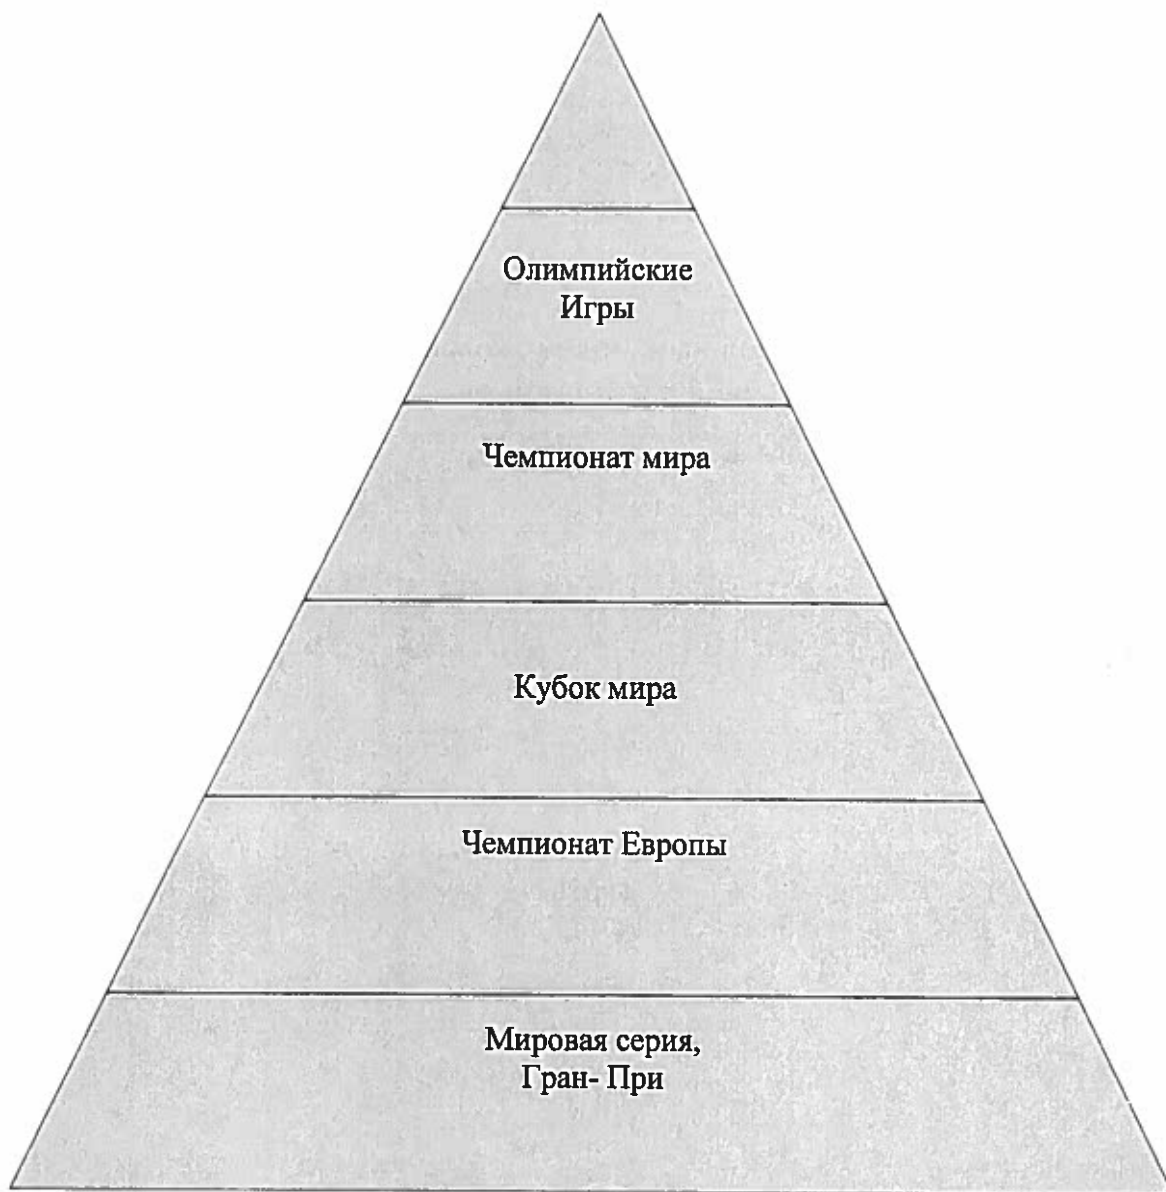 Олимпийские
Игры
Чемпионат мира
Кубок мира
Чемпионат Европы
Мировая серия,
Гран- При